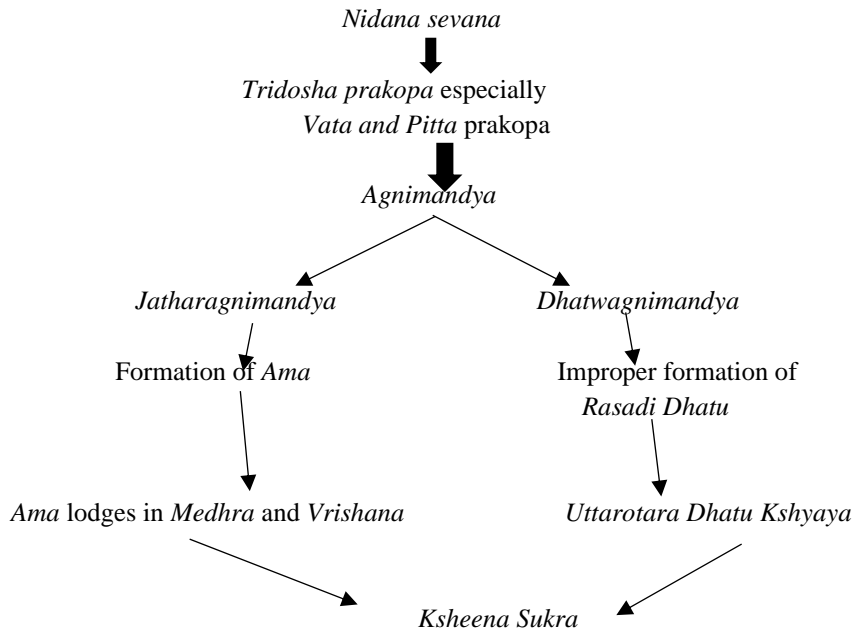 Nidana sevana
Tridosha prakopa especially
Vata and Pitta prakopa
Agnimandya
Jatharagnimandya
Dhatwagnimandya
Formation of Ama
Improper formation of
Rasadi Dhatu
Ama lodges in Medhra and Vrishana
Uttarotara Dhatu Kshyaya
Ksheena Sukra